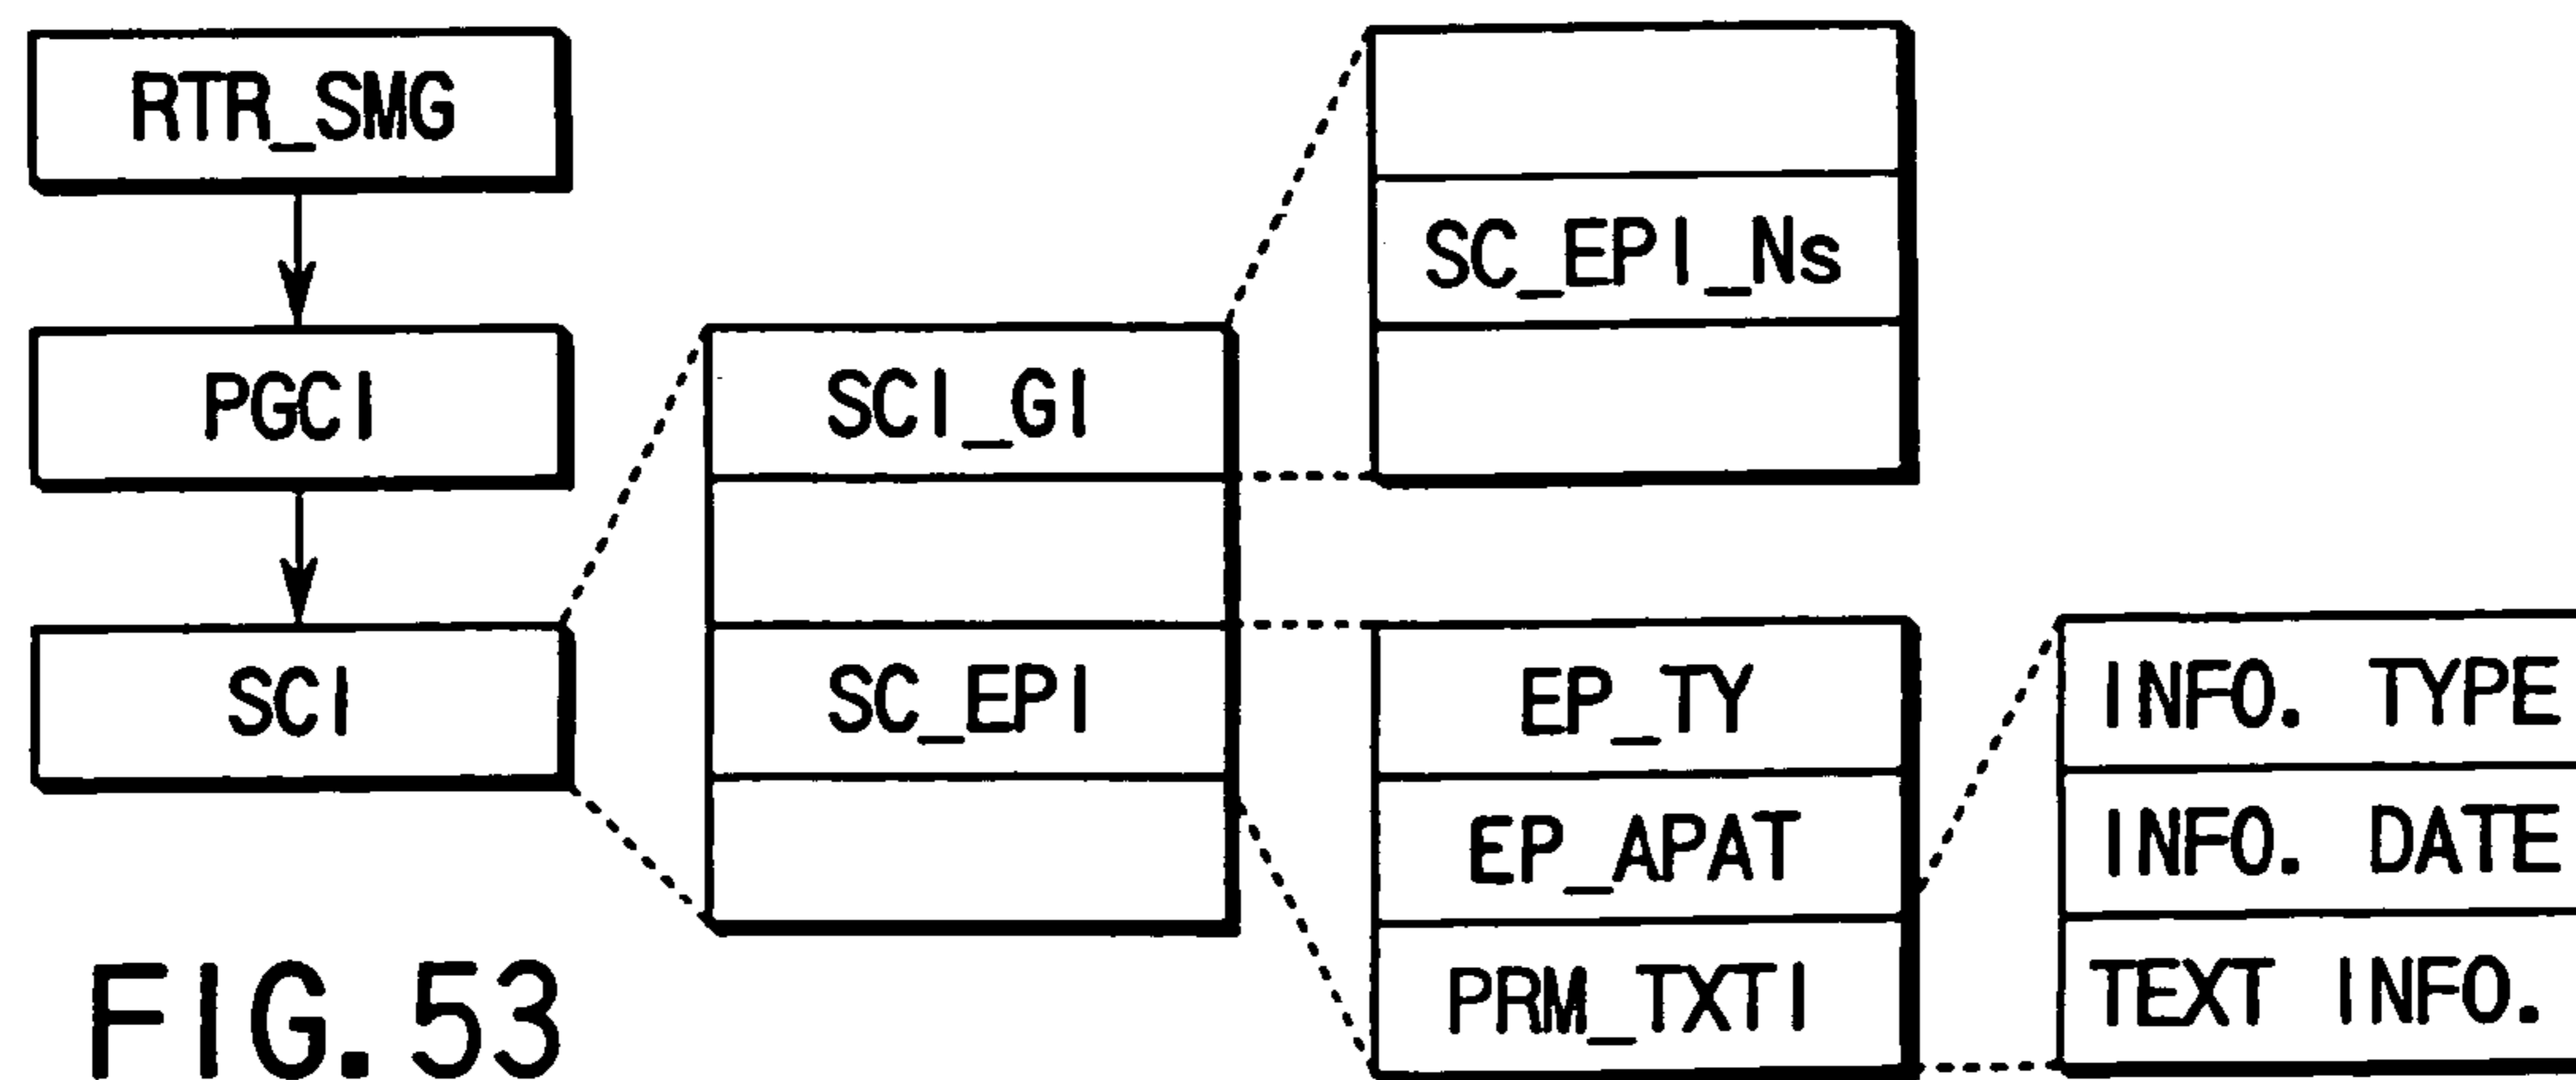 RTR_SMG
PGCI
SCI
SCI_GI
SC_EPI
SC_EPI_Ns
EP_TY
EP_APAT
PRM_TXTI
INFO. TYPE
INFO. DATE
TEXT INFO.
FIG. 53